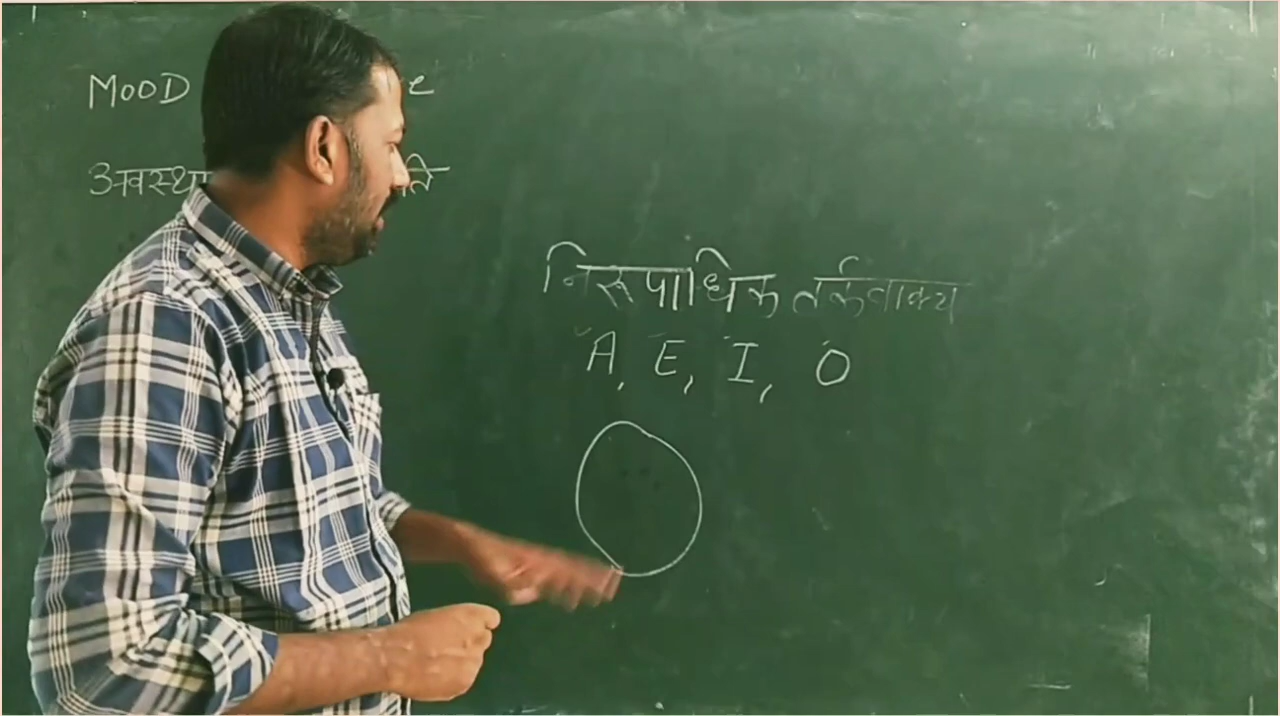 MOOD
अवस्था
निरूपाधिक तर्कवाक्य
A, E, I, O